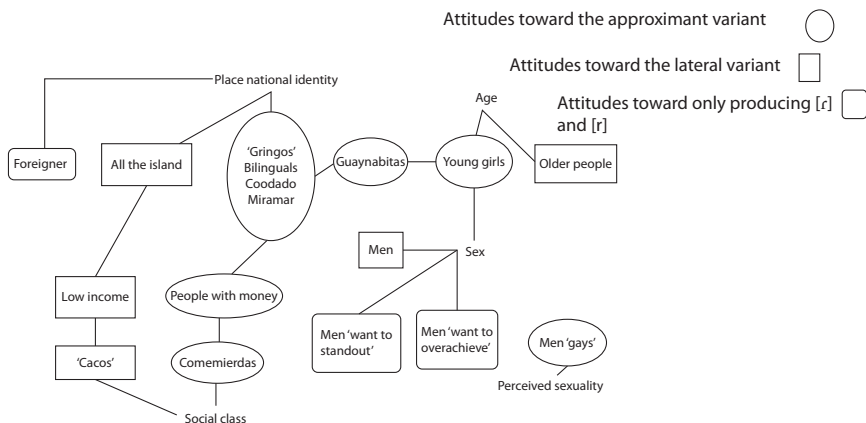 Attitudes toward the approximant variant
Attitudes toward the lateral variant
Attitudes toward only producing [ɾ]
and [r]
Place national identity
Age
Foreigner
All the island
'Gringos'
Bilinguals
Coodado
Miramar
Guaynabitas
Young girls
Older people
Men
Sex
Low income
People with money
Men 'want to
standout'
Men 'want to
overachieve'
Men 'gays'
'Cacos'
Comemierdas
Perceived sexuality
Social class